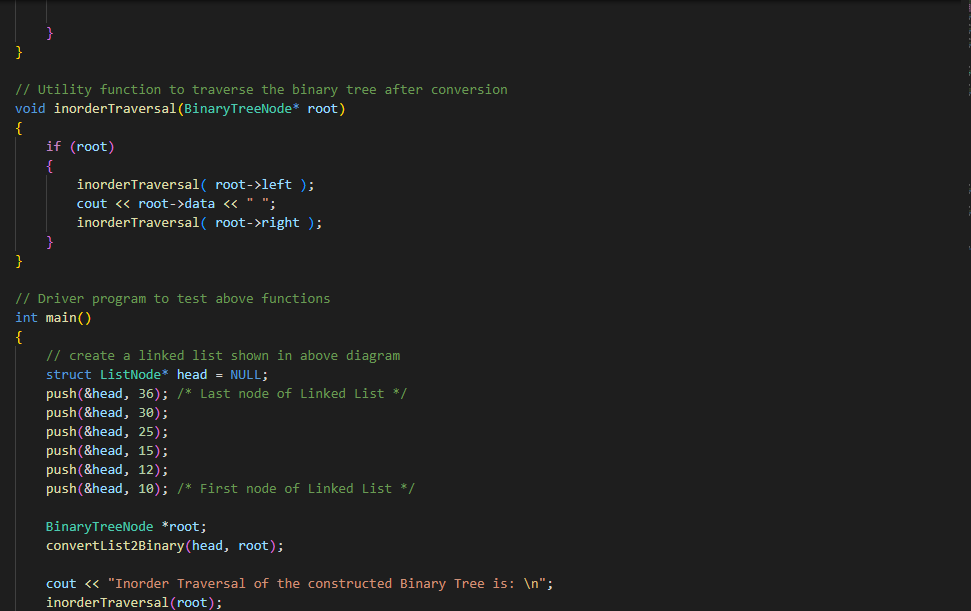 }
}
// Utility function to traverse the binary tree after conversion
void inorderTraversal(BinaryTreeNode* root)
{
    if (root)
    {
        inorderTraversal( root->left );
        cout << root->data << " ";
        inorderTraversal( root->right );
    }
}
// Driver program to test above functions
int main()
{
    // create a linked list shown in above diagram
    struct ListNode* head = NULL;
    push(&head, 36); /* Last node of Linked List */
    push(&head, 30);
    push(&head, 25);
    push(&head, 15);
    push(&head, 12);
    push(&head, 10); /* First node of Linked List */
    BinaryTreeNode *root;
    convertList2Binary(head, root);
    cout << "Inorder Traversal of the constructed Binary Tree is: \n";
    inorderTraversal(root);